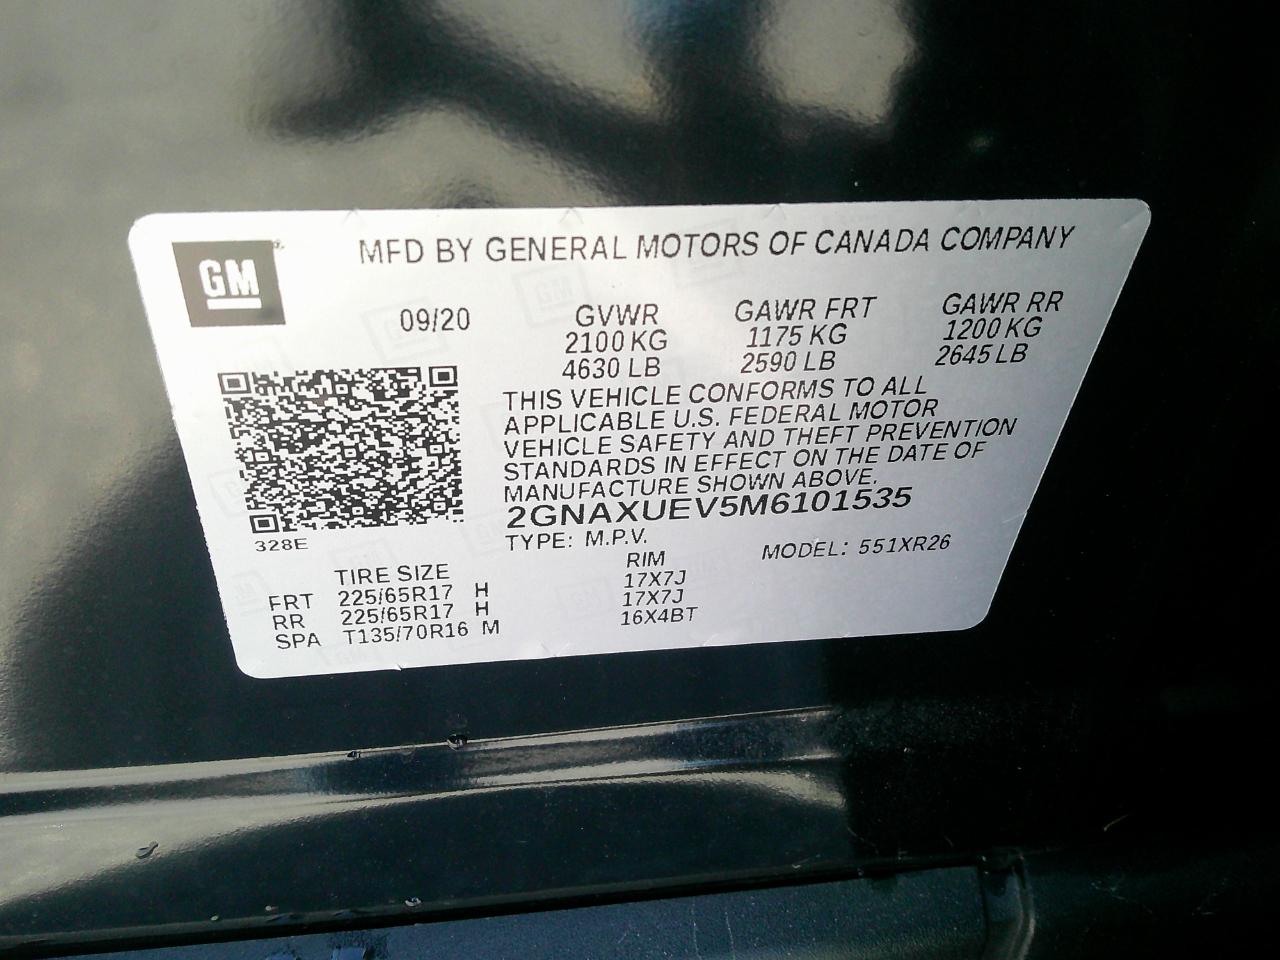 GM
MFD BY GENERAL MOTORS OF CANADA COMPANY
09/20 GVWR GAWR FRT GAWR RR
2100 KG 1175 KG 1200 KG
4630 LB 2590 LB 2645 LB
THIS VEHICLE CONFORMS TO ALL
APPLICABLE U.S. FEDERAL MOTOR
VEHICLE SAFETY AND THEFT PREVENTION
STANDARDS IN EFFECT ON THE DATE OF
MANUFACTURE SHOWN ABOVE.
2GNAXUEV5M6101535
328E
TYPE: M.P.V. MODEL: 551XR26
TIRE SIZE RIM
FRT 225/65R17 H 17X7J
RR 225/65R17 H 17X7J
SPA T135/70R16 M 16X4BT